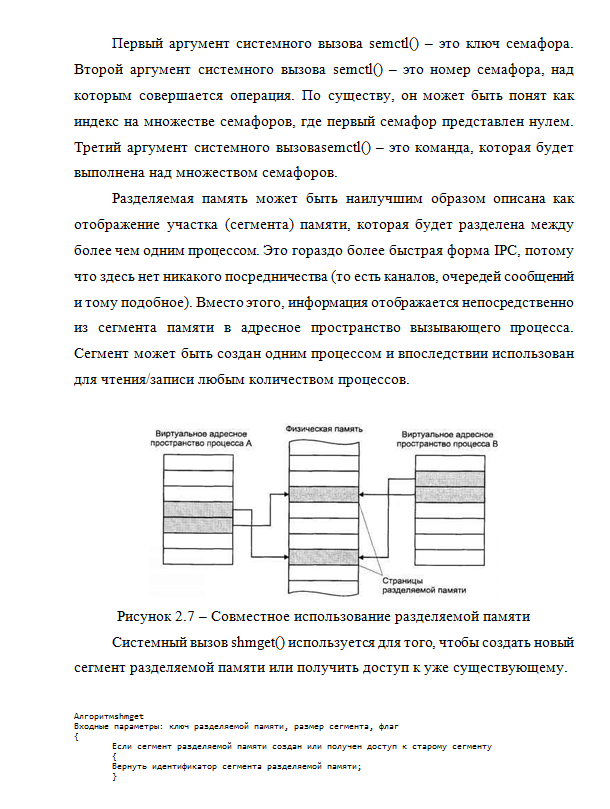 Первый аргумент системного вызова semctl() – это ключ семафора.
Второй аргумент системного вызова semctl() – это номер семафора, над
которым совершается операция. По существу, он может быть понят как
индекс на множестве семафоров, где первый семафор представлен нулем.
Третий аргумент системного вызоваsemctl() – это команда, которая будет
выполнена над множеством семафоров.
Разделяемая память может быть наилучшим образом описана как
отображение участка (сегмента) памяти, которая будет разделена между
более чем одним процессом. Это гораздо более быстрая форма IPC, потому
что здесь нет никакого посредничества (то есть каналов, очередей сообщений
и тому подобное). Вместо этого, информация отображается непосредственно
из сегмента памяти в адресное пространство вызывающего процесса.
Сегмент может быть создан одним процессом и впоследствии использован
для чтения/записи любым количеством процессов.
Виртуальное адресное
пространство процесса A
Физическая память
Виртуальное адресное
пространство процесса B
Страницы
разделяемой памяти
Рисунок 2.7 – Совместное использование разделяемой памяти
Системный вызов shmget() используется для того, чтобы создать новый
сегмент разделяемой памяти или получить доступ к уже существующему.
Алгоритмshmget
Входные параметры: ключ разделяемой памяти, размер сегмента, флаг
{
Если сегмент разделяемой памяти создан или получен доступ к старому сегменту
{
Вернуть идентификатор сегмента разделяемой памяти;
}